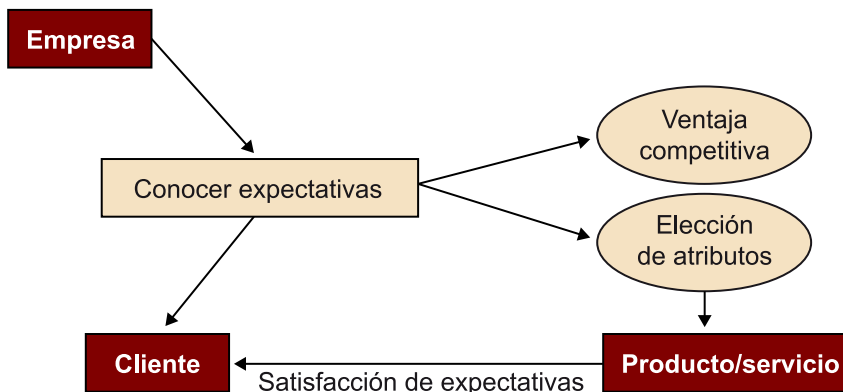 Empresa
Ventaja
competitiva
Conocer expectativas
Elección
de atributos
Cliente
Producto/servicio
Satisfacción de expectativas